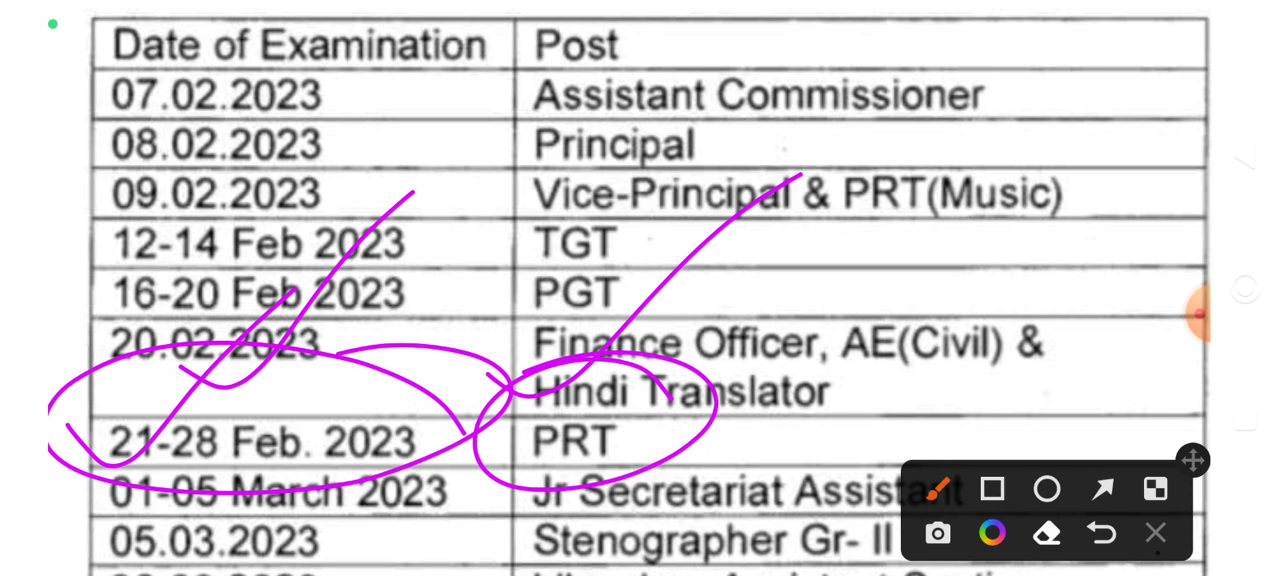 Date of Examination Post
07.02.2023 Assistant Commissioner
08.02.2023 Principal
09.02.2023 Vice-Principal & PRT(Music)
12-14 Feb 2023 TGT
16-20 Feb 2023 PGT
20.02.2023 Finance Officer, AE(Civil) &
Hindi Translator
21-28 Feb. 2023 PRT
01-05 March 2023 Jr Secretariat Assistant
05.03.2023 Stenographer Gr- II